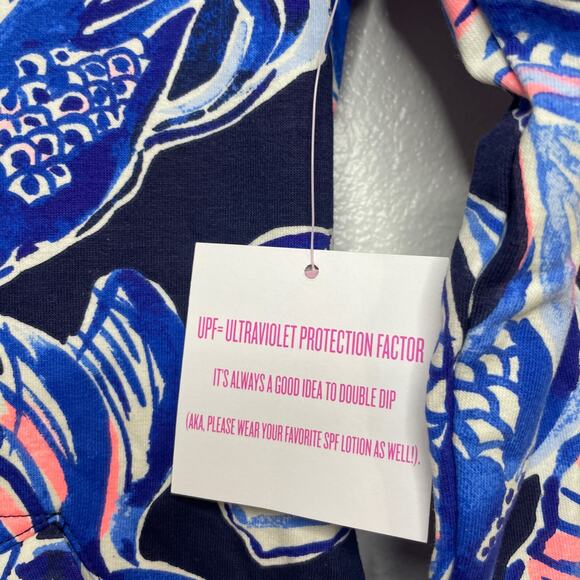 UPF= ULTRAVIOLET PROTECTION FACTOR
IT'S ALWAYS A GOOD IDEA TO DOUBLE DIP
(AKA, PLEASE WEAR YOUR FAVORITE SPF LOTION AS WELL!).